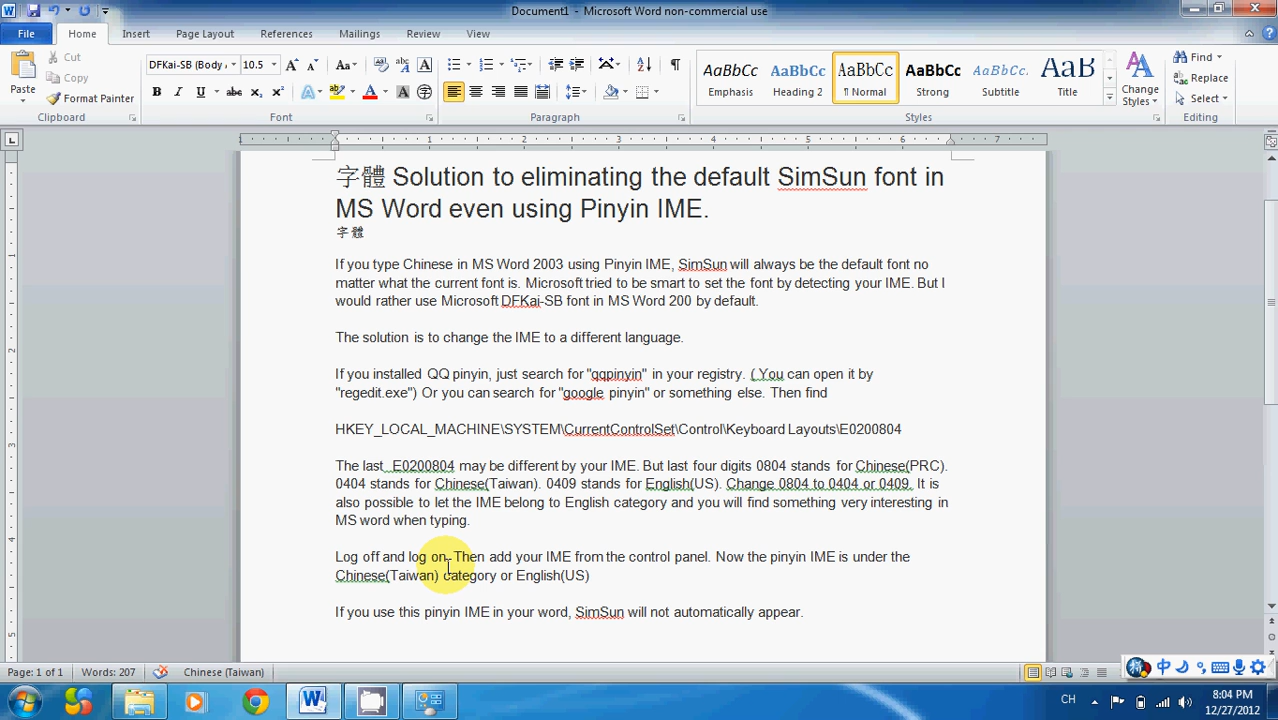 Document1 - Microsoft Word non-commercial use
File Home Insert Page Layout References Mailings Review View
Cut
Copy
Format Painter
Paste
DFKai-SB (Body 10.5
AaBbCc AaBbCc AaBbCc AaBbCc AaBbCc. AaB
Emphasis Heading 2 ¶ Normal Strong Subtitle Title
Change
Styles
Find
Replace
Select
Clipboard Font Paragraph Styles Editing
1 1 2 3 4 5 6 7
字體 Solution to eliminating the default SimSun font in
MS Word even using Pinyin IME.
字體
If you type Chinese in MS Word 2003 using Pinyin IME, SimSun will always be the default font no
matter what the current font is. Microsoft tried to be smart to set the font by detecting your IME. But I
would rather use Microsoft DFKai-SB font in MS Word 200 by default.
The solution is to change the IME to a different language.
If you installed QQ pinyin, just search for "qqpinyin" in your registry. ( You can open it by
"regedit.exe") Or you can search for "google pinyin" or something else. Then find
HKEY_LOCAL_MACHINE\SYSTEM\CurrentControlSet\Control\Keyboard Layouts\E0200804
The last E0200804 may be different by your IME. But last four digits 0804 stands for Chinese(PRC).
0404 stands for Chinese(Taiwan). 0409 stands for English(US). Change 0804 to 0404 or 0409. It is
also possible to let the IME belong to English category and you will find something very interesting in
MS word when typing.
Log off and log on. Then add your IME from the control panel. Now the pinyin IME is under the
Chinese(Taiwan) category or English(US)
If you use this pinyin IME in your word, SimSun will not automatically appear.
Page: 1 of 1 Words: 207 Chinese (Taiwan)
中
CH
8:04 PM
12/27/2012